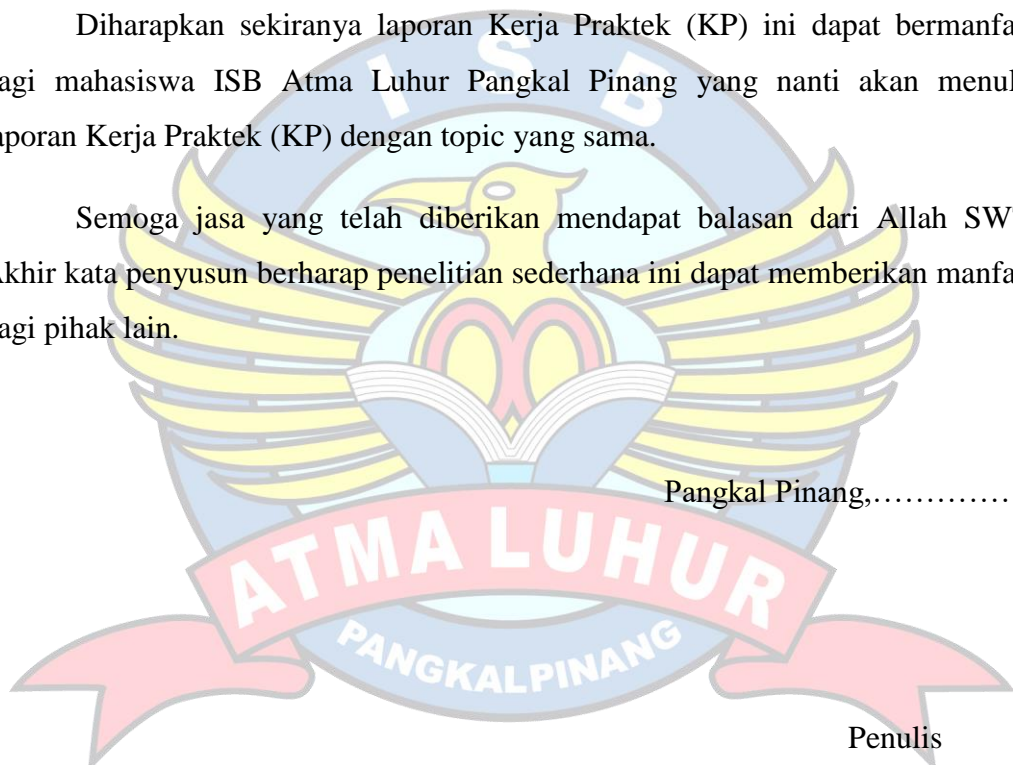 Diharapkan sekiranya laporan Kerja Praktek (KP) ini dapat bermanfa
agi mahasiswa ISB Atma Luhur Pangkal Pinang yang nanti akan menul
aporan Kerja Praktek (KP) dengan topic yang sama.
Semoga jasa yang telah diberikan mendapat balasan dari Allah SW
Akhir kata penyusun berharap penelitian sederhana ini dapat memberikan manfa
agi pihak lain.
Pangkal Pinang,.............
Penulis
ISB
ATMA LUHUR
PANGKALPINANG